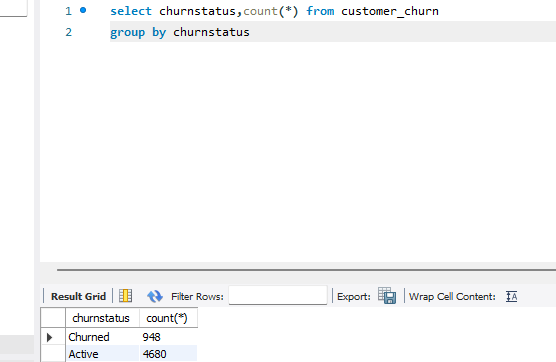 1 select churnstatus,count(*) from customer_churn
2 group by churnstatus
Result Grid Filter Rows: Export: Wrap Cell Content: IA
churnstatus count(*)
Churned 948
Active 4680